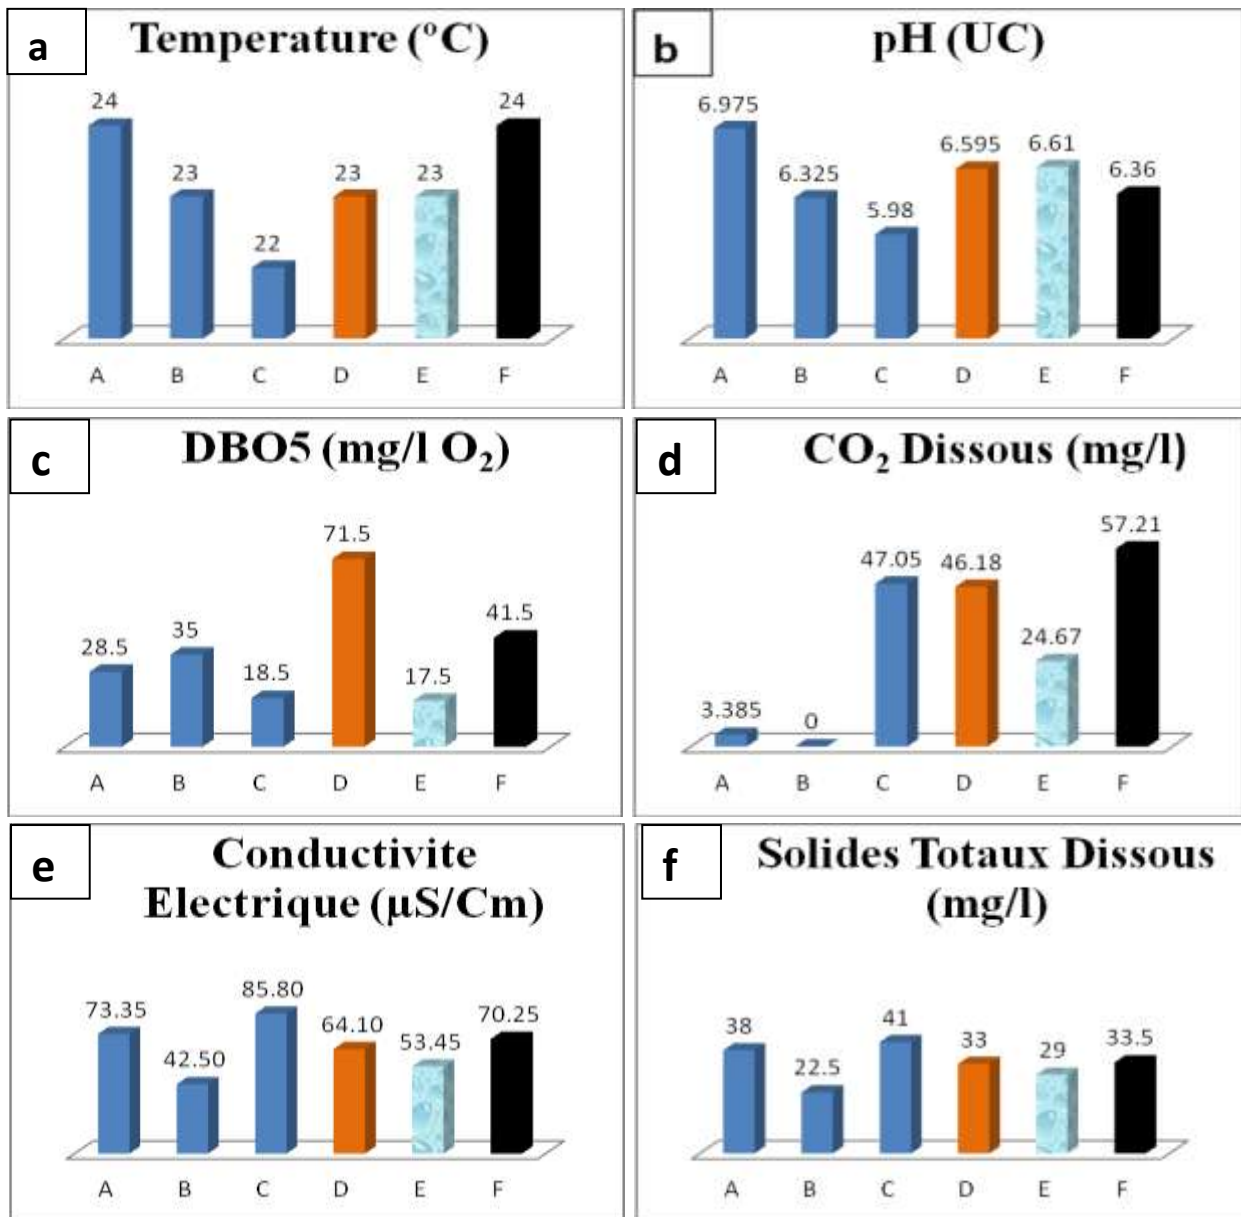 a
Temperature (°C)
24
23
22
23
23
24
A B C D E F
b
pH (UC)
6.975
6.325
5.98
6.595
6.61
6.36
A B C D E F
c
DBO5 (mg/l O₂)
28.5
35
18.5
71.5
17.5
41.5
A B C D E F
d
CO₂ Dissous (mg/l)
3.385
0
47.05
46.18
24.67
57.21
A B C D E F
e
Conductivite
Electrique (µS/Cm)
73.35
42.50
85.80
64.10
53.45
70.25
A B C D E F
f
Solides Totaux Dissous
(mg/l)
38
22.5
41
33
29
33.5
A B C D E F